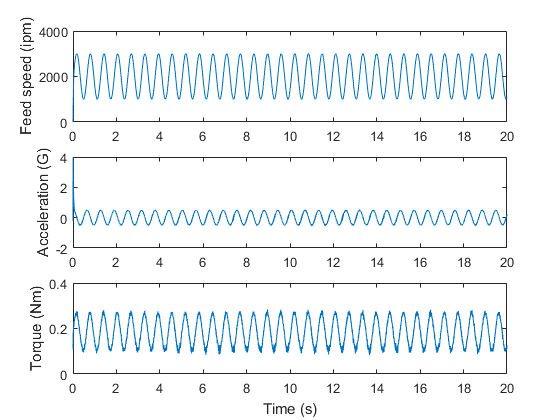 Feed speed (ipm)
4000
2000
0
0 2 4 6 8 10 12 14 16 18 20
Acceleration (G)
4
2
0
-2
0 2 4 6 8 10 12 14 16 18 20
Torque (Nm)
0.4
0.2
0
0 2 4 6 8 10 12 14 16 18 20
Time (s)